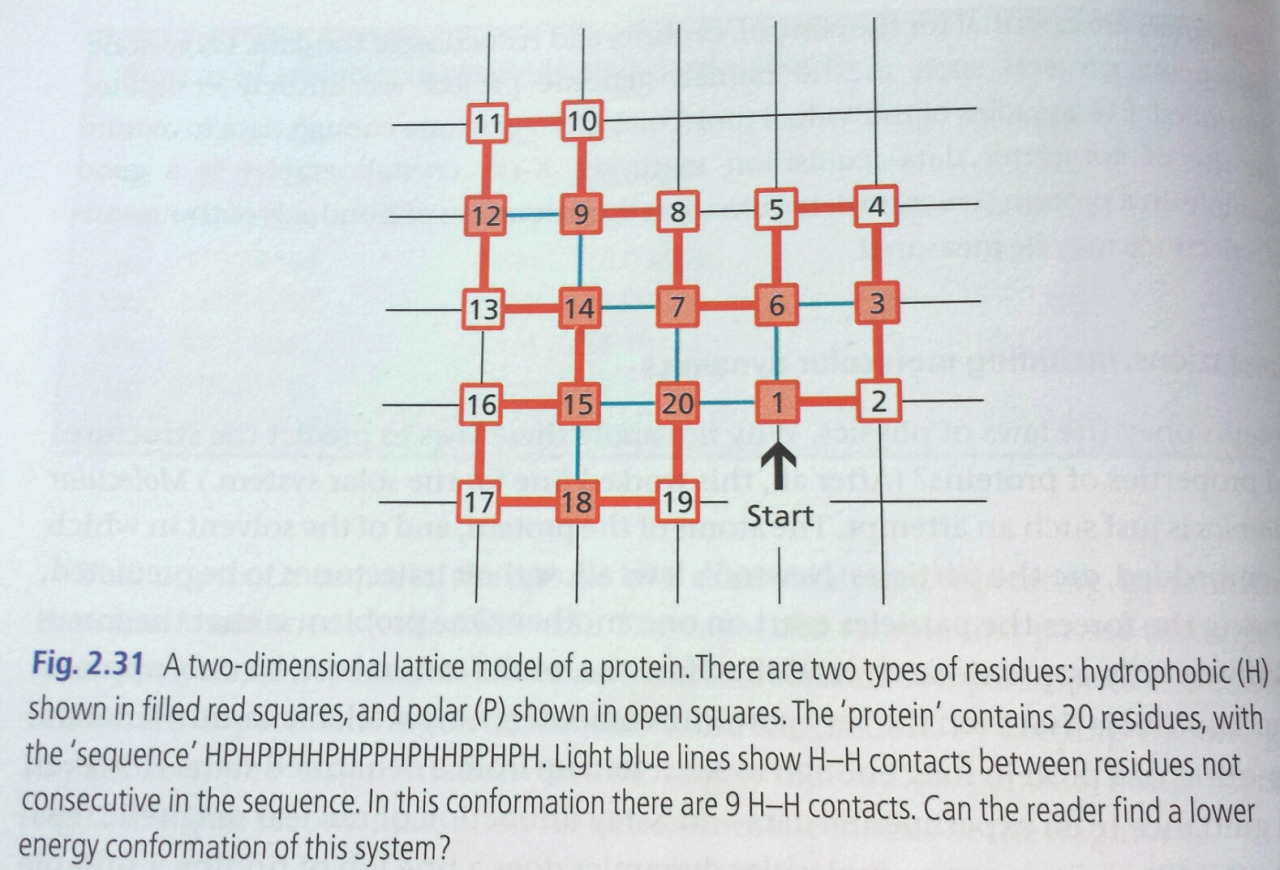 11 10
12 9 8 5 4
13 14 7 6 3
16 15 20 1 2
17 18 19 Start
Fig. 2.31 A two-dimensional lattice model of a protein. There are two types of residues: hydrophobic (H)
shown in filled red squares, and polar (P) shown in open squares. The 'protein' contains 20 residues, with
the 'sequence' HPHPPHHPHPPHPHHPPHPH. Light blue lines show H–H contacts between residues not
consecutive in the sequence. In this conformation there are 9 H–H contacts. Can the reader find a lower
energy conformation of this system?